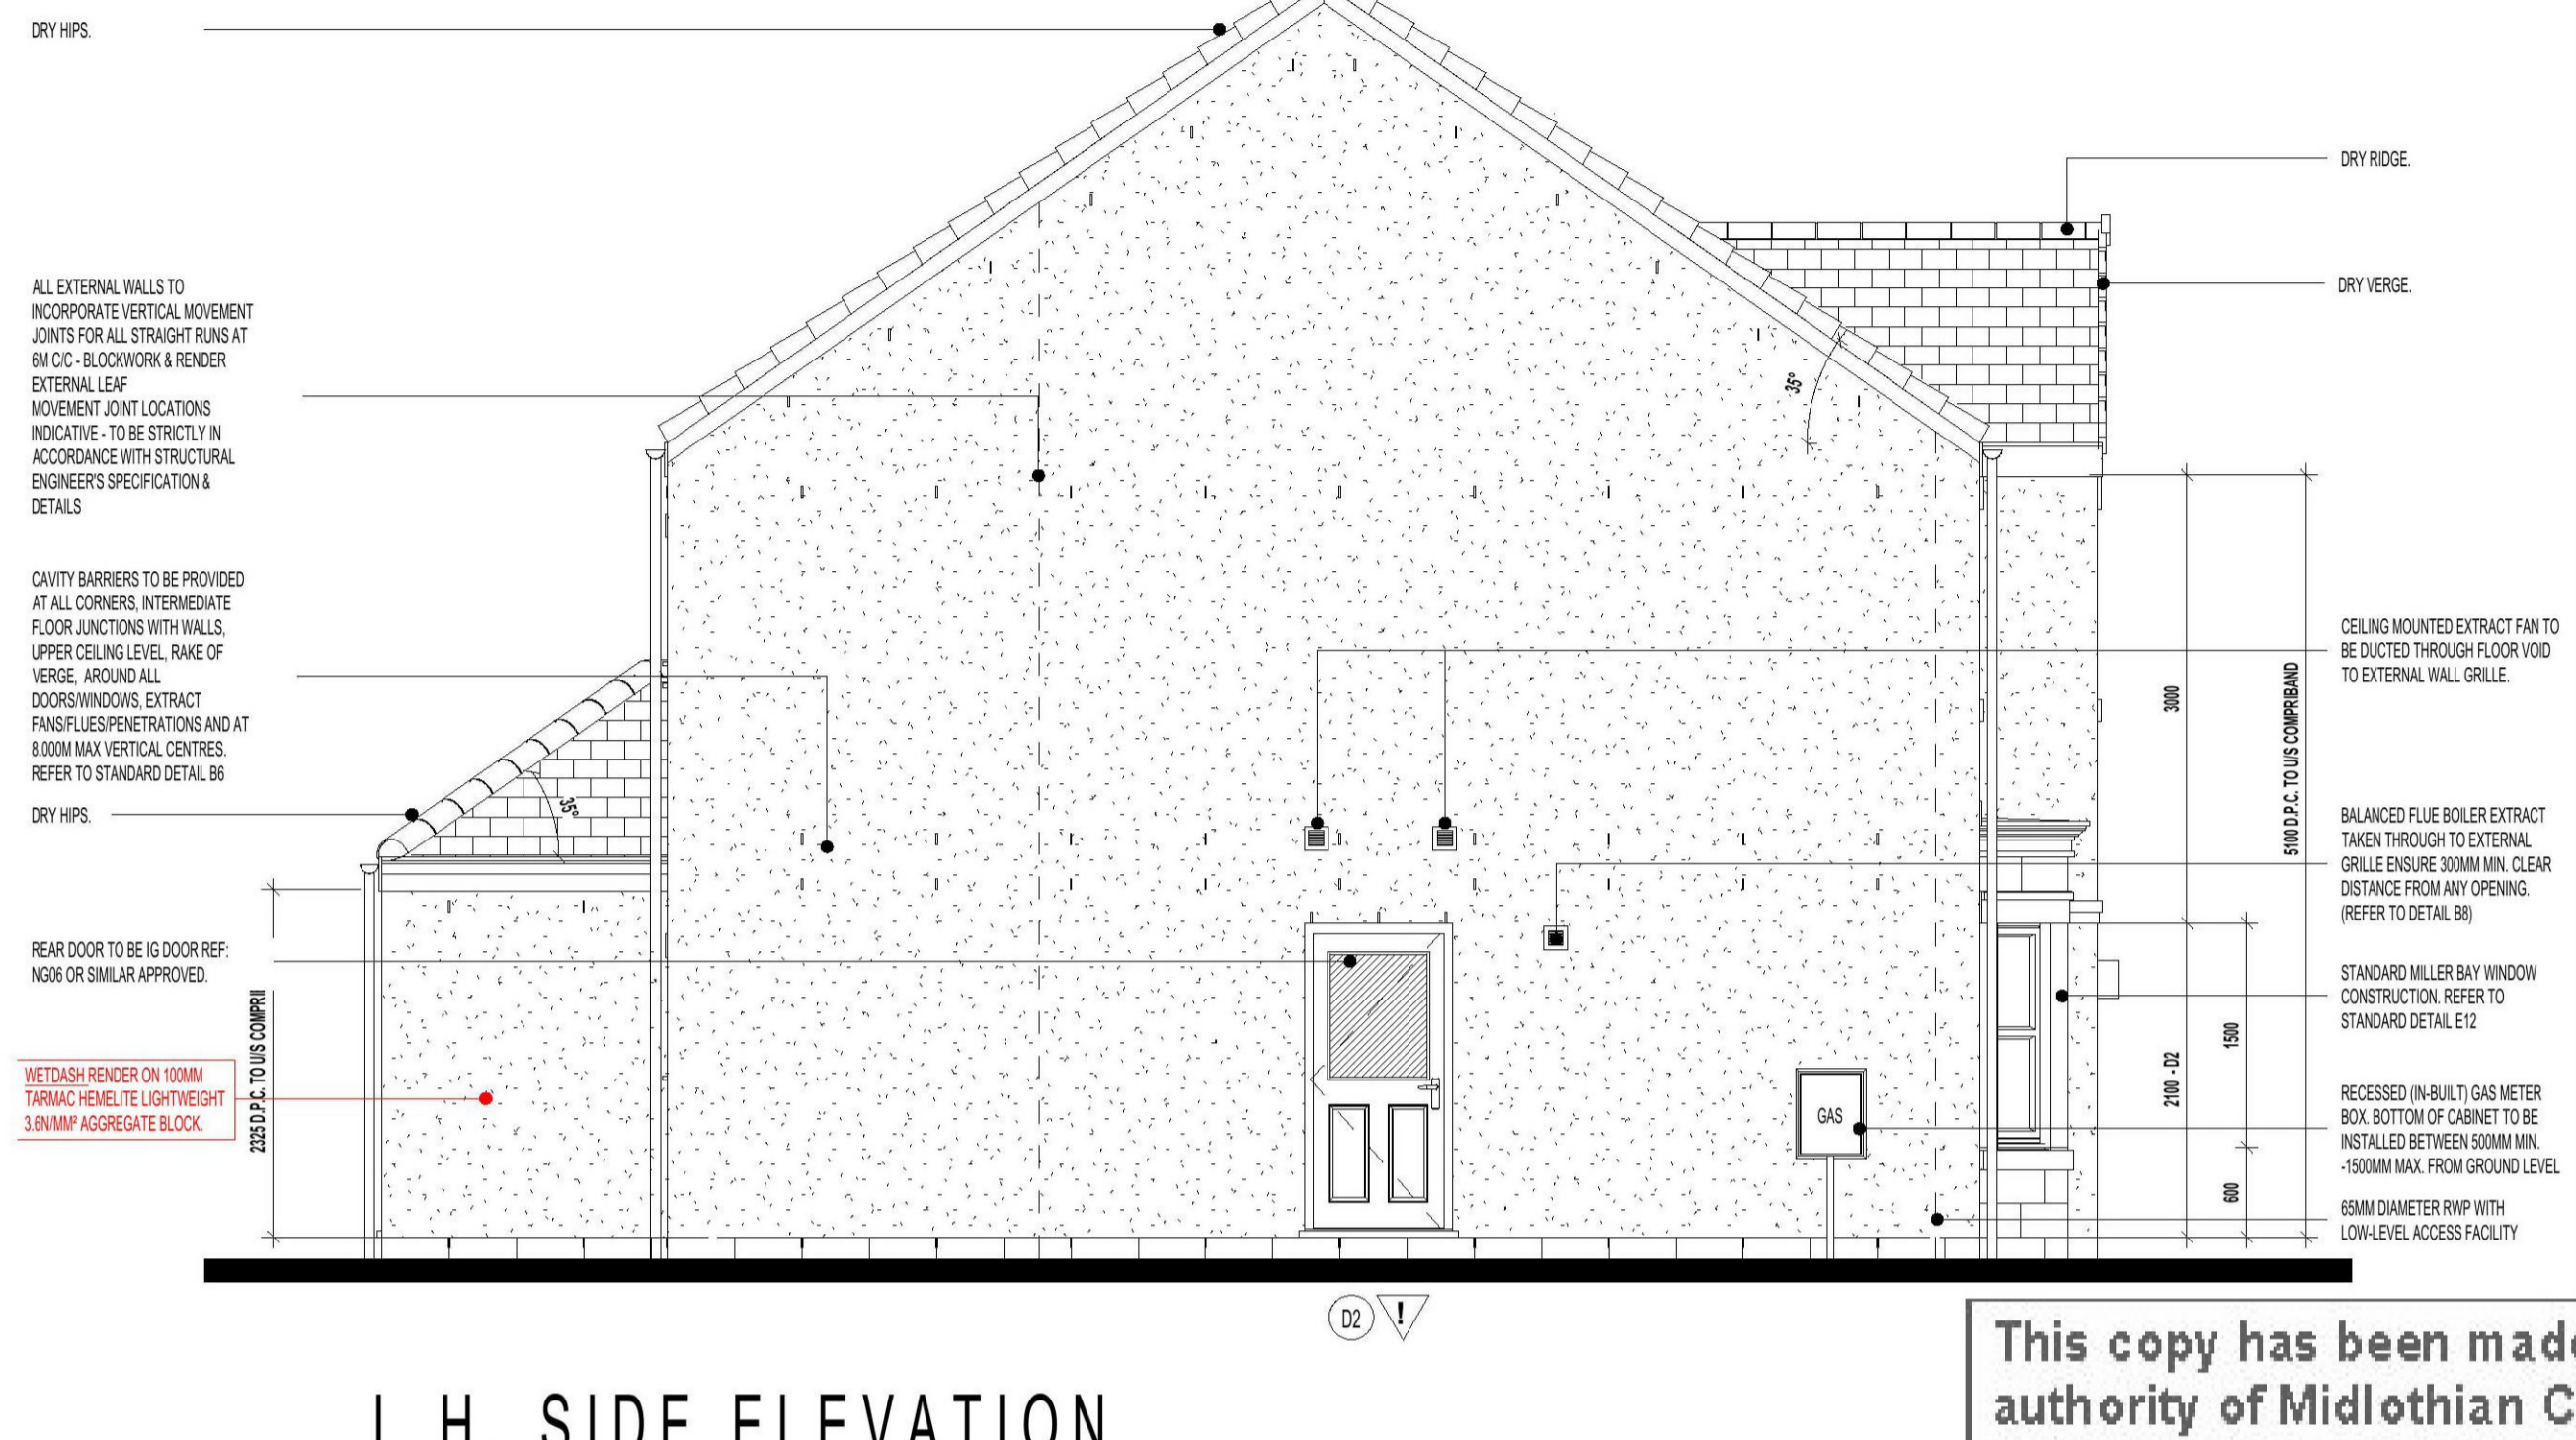 DRY HIPS.
ALL EXTERNAL WALLS TO
INCORPORATE VERTICAL MOVEMENT
JOINTS FOR ALL STRAIGHT RUNS AT
6M C/C - BLOCKWORK & RENDER
EXTERNAL LEAF
MOVEMENT JOINT LOCATIONS
INDICATIVE - TO BE STRICTLY IN
ACCORDANCE WITH STRUCTURAL
ENGINEER'S SPECIFICATION &
DETAILS
CAVITY BARRIERS TO BE PROVIDED
AT ALL CORNERS, INTERMEDIATE
FLOOR JUNCTIONS WITH WALLS,
UPPER CEILING LEVEL, RAKE OF
VERGE, AROUND ALL
DOORS/WINDOWS, EXTRACT
FANS/FLUES/PENETRATIONS AND AT
8.000M MAX VERTICAL CENTRES.
REFER TO STANDARD DETAIL B6
DRY HIPS.
REAR DOOR TO BE IG DOOR REF:
NG06 OR SIMILAR APPROVED.
WETDASH RENDER ON 100MM
TARMAC HEMELITE LIGHTWEIGHT
3.6N/MM² AGGREGATE BLOCK.
2325 D.P.C. TO U/S COMPRII
35°
35°
GAS
D2
!
DRY RIDGE.
DRY VERGE.
3000
5100 D.P.C. TO U/S COMPRIBAND
2100 - D2
1500
600
CEILING MOUNTED EXTRACT FAN TO
BE DUCTED THROUGH FLOOR VOID
TO EXTERNAL WALL GRILLE.
BALANCED FLUE BOILER EXTRACT
TAKEN THROUGH TO EXTERNAL
GRILLE ENSURE 300MM MIN. CLEAR
DISTANCE FROM ANY OPENING.
(REFER TO DETAIL B8)
STANDARD MILLER BAY WINDOW
CONSTRUCTION. REFER TO
STANDARD DETAIL E12
RECESSED (IN-BUILT) GAS METER
BOX. BOTTOM OF CABINET TO BE
INSTALLED BETWEEN 500MM MIN.
-1500MM MAX. FROM GROUND LEVEL
65MM DIAMETER RWP WITH
LOW-LEVEL ACCESS FACILITY
L H SIDE ELEVATION
This copy has been made
authority of Midlothian C